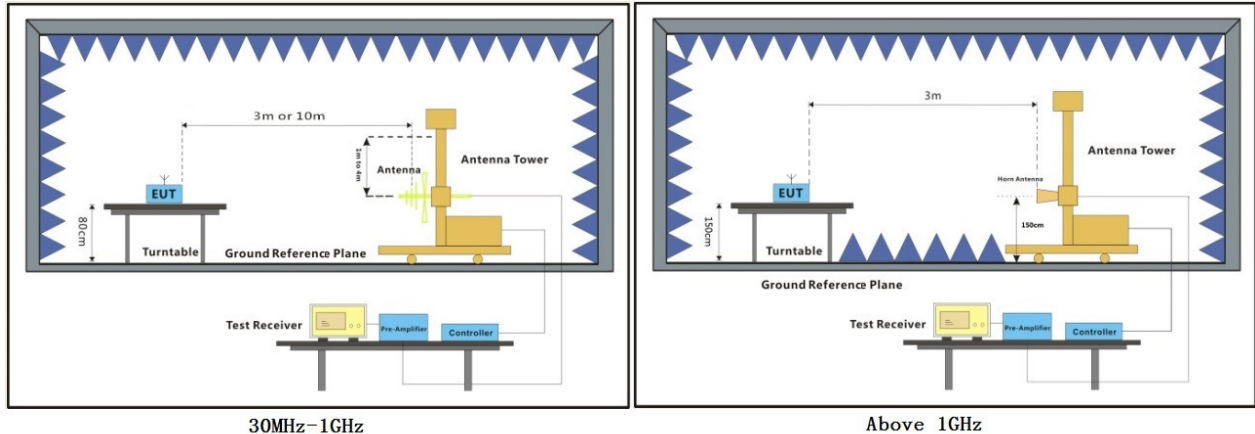 3m or 10m
1m to 4m
Antenna
Antenna Tower
EUT
80cm
Turntable
Ground Reference Plane
Test Receiver
Pre-Amplifier
Controller
30MHz-1GHz
3m
Antenna Tower
Horn Antenna
EUT
150cm
150cm
Turntable
Ground Reference Plane
Test Receiver
Pre-Amplifier
Controller
Above 1GHz